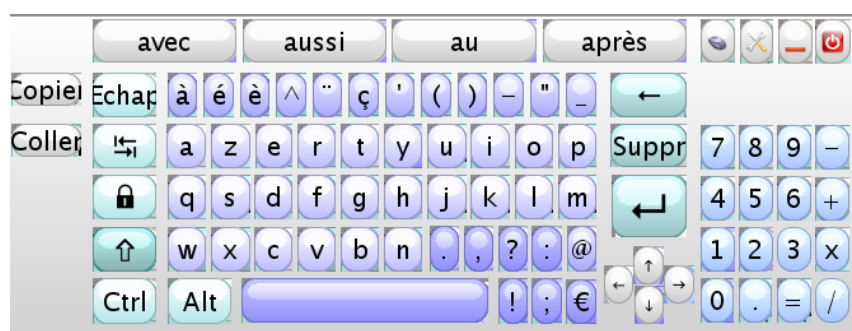 avec aussi au après
Copier Echap à é è ^ ¨ ç ' ( ) – " _ ←
Coller a z e r t y u i o p Suppr 7 8 9 –
q s d f g h j k l m 4 5 6 +
w x c v b n . , ? : @ ↑ 1 2 3 x
Ctrl Alt ! ; € ← ↓ → 0 . = /